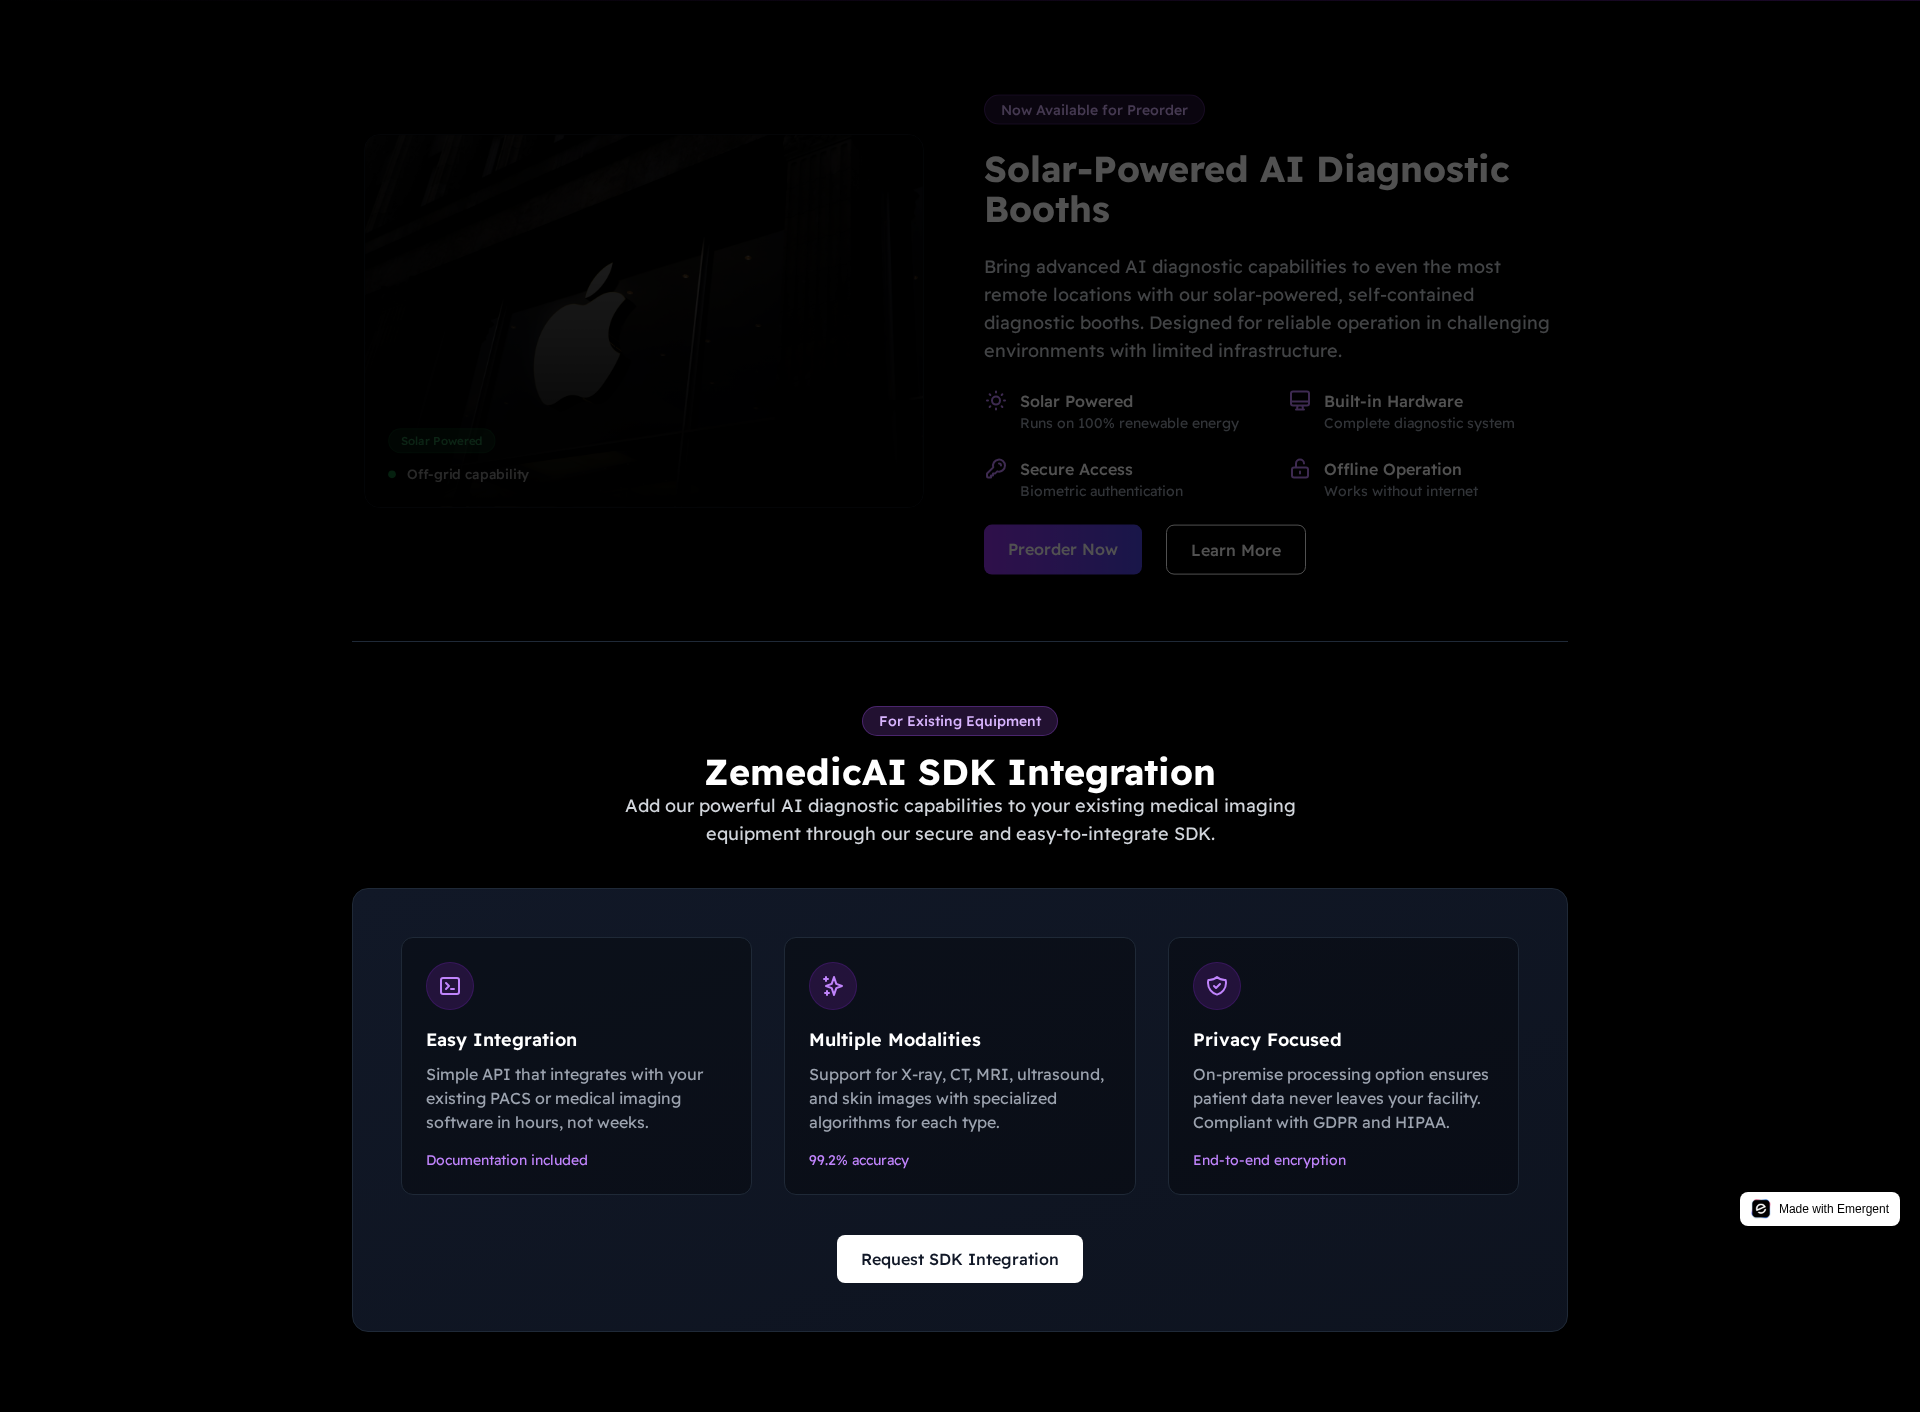 Now Available for Preorder
Solar-Powered AI Diagnostic
Booths
Bring advanced AI diagnostic capabilities to even the most
remote locations with our solar-powered, self-contained
diagnostic booths. Designed for reliable operation in challenging
environments with limited infrastructure.
Solar Powered
Runs on 100% renewable energy
Built-in Hardware
Complete diagnostic system
Secure Access
Biometric authentication
Offline Operation
Works without internet
Solar Powered
Off-grid capability
Preorder Now
Learn More
For Existing Equipment
ZemedicAI SDK Integration
Add our powerful AI diagnostic capabilities to your existing medical imaging
equipment through our secure and easy-to-integrate SDK.
Easy Integration
Simple API that integrates with your
existing PACS or medical imaging
software in hours, not weeks.
Documentation included
Multiple Modalities
Support for X-ray, CT, MRI, ultrasound,
and skin images with specialized
algorithms for each type.
99.2% accuracy
Privacy Focused
On-premise processing option ensures
patient data never leaves your facility.
Compliant with GDPR and HIPAA.
End-to-end encryption
Made with Emergent
Request SDK Integration